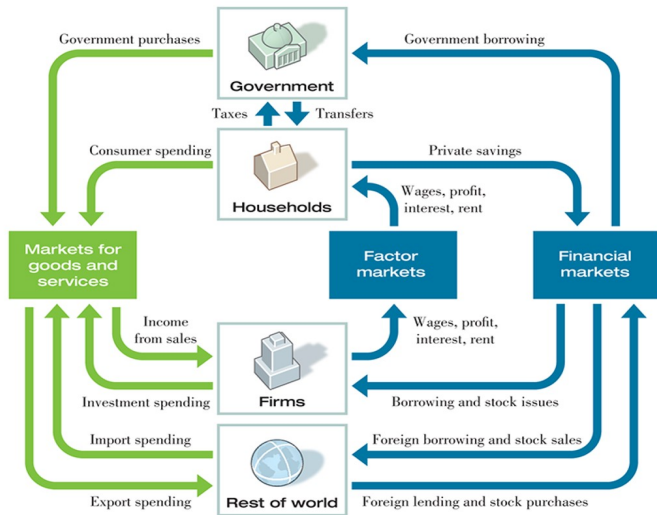 Government purchases
Government borrowing
Government
Taxes
Transfers
Consumer spending
Private savings
Households
Wages, profit,
interest, rent
Markets for
goods and
services
Factor
markets
Financial
markets
Income
from sales
Wages, profit,
interest, rent
Investment spending
Firms
Borrowing and stock issues
Import spending
Foreign borrowing and stock sales
Export spending
Rest of world
Foreign lending and stock purchases